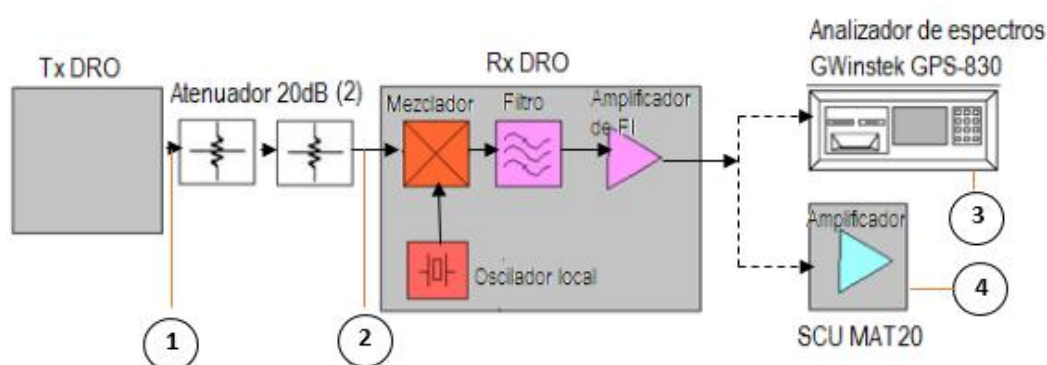 Analizador de espectros
GWinstek GPS-830
Tx DRO
Atenuador 20dB (2)
Rx DRO
Mezclador
Filtro
Amplificador
de FI
Oscilador local
Amplificador
SCU MAT20
1
2
3
4